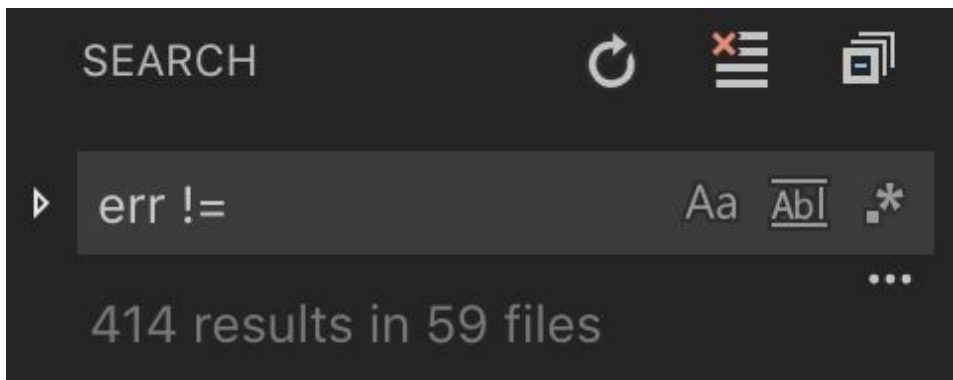 SEARCH
err != Aa Abl .*
...
414 results in 59 files